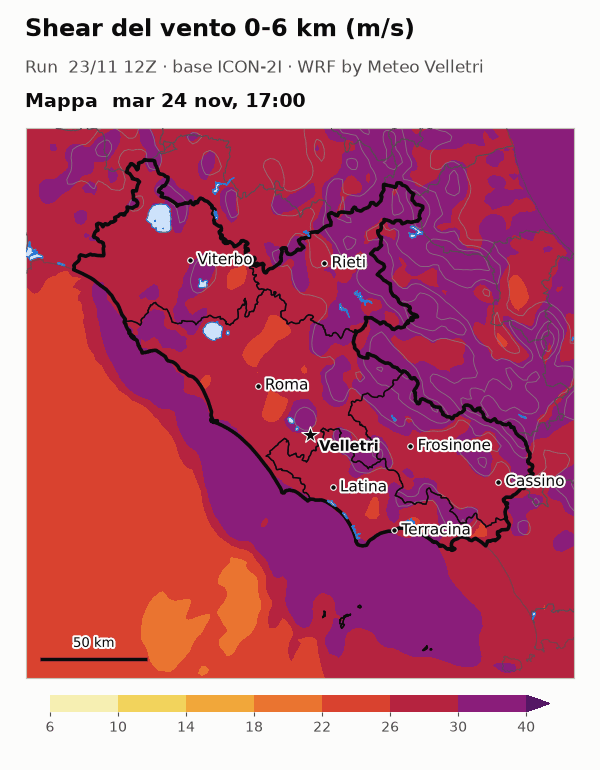 Shear del vento 0-6 km (m/s)
Run 23/11 12Z · base ICON-2I · WRF by Meteo Velletri
Mappa mar 24 nov, 17:00
Viterbo
Rieti
Roma
Velletri
Frosinone
Latina
Cassino
Terracina
50 km
6 10 14 18 22 26 30 40